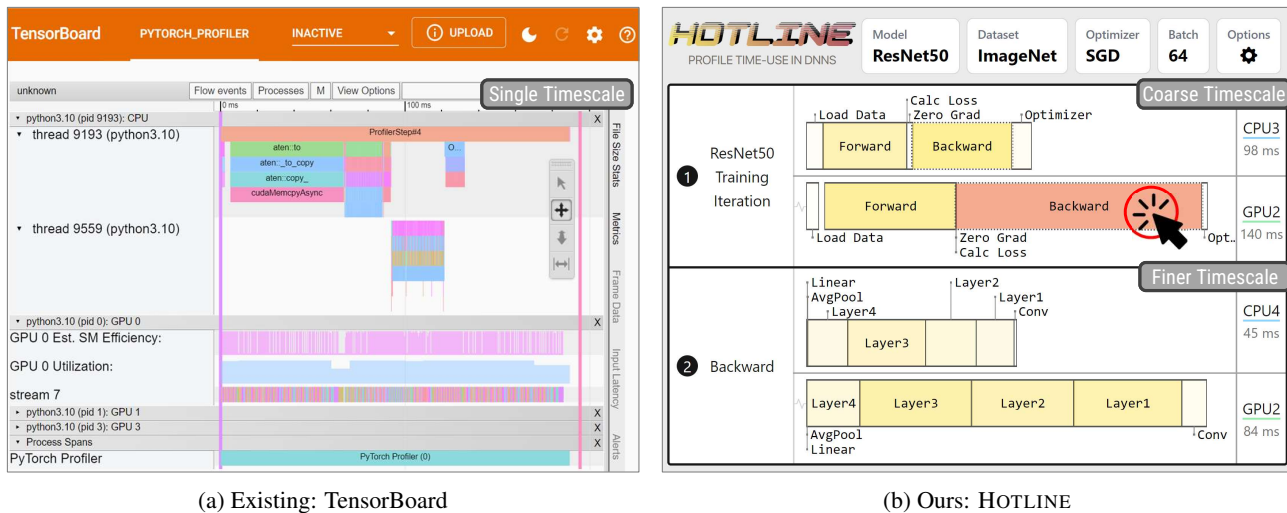 TensorBoard PYTORCH_PROFILER INACTIVE UPLOAD
unknown Flow events Processes M View Options Single Timescale
0 ms 100 ms
python3.10 (pid 9193): CPU X
thread 9193 (python3.10) ProfilerStep#4
aten::to O...
aten::_to_copy
aten::copy_
cudaMemcpyAsync
thread 9559 (python3.10)
python3.10 (pid 0): GPU 0 X
GPU 0 Est. SM Efficiency:
GPU 0 Utilization:
stream 7
python3.10 (pid 1): GPU 1 X
python3.10 (pid 3): GPU 3 X
Process Spans X
PyTorch Profiler PyTorch Profiler (0)
File Size Stats
Metrics
Frame Data
Input Latency
Alerts
(a) Existing: TensorBoard
HOTLINE
PROFILE TIME-USE IN DNNS
Model
ResNet50
Dataset
ImageNet
Optimizer
SGD
Batch
64
Options
Coarse Timescale
1
ResNet50
Training
Iteration
Calc Loss
Load Data Zero Grad Optimizer
Forward Backward
CPU3
98 ms
Forward Backward
Load Data Zero Grad Opt..
Calc Loss
GPU2
140 ms
Finer Timescale
2 Backward
Linear Layer2
AvgPool Layer1
Layer4 Conv
Layer3
CPU4
45 ms
Layer4 Layer3 Layer2 Layer1
AvgPool Conv
Linear
GPU2
84 ms
(b) Ours: HOTLINE